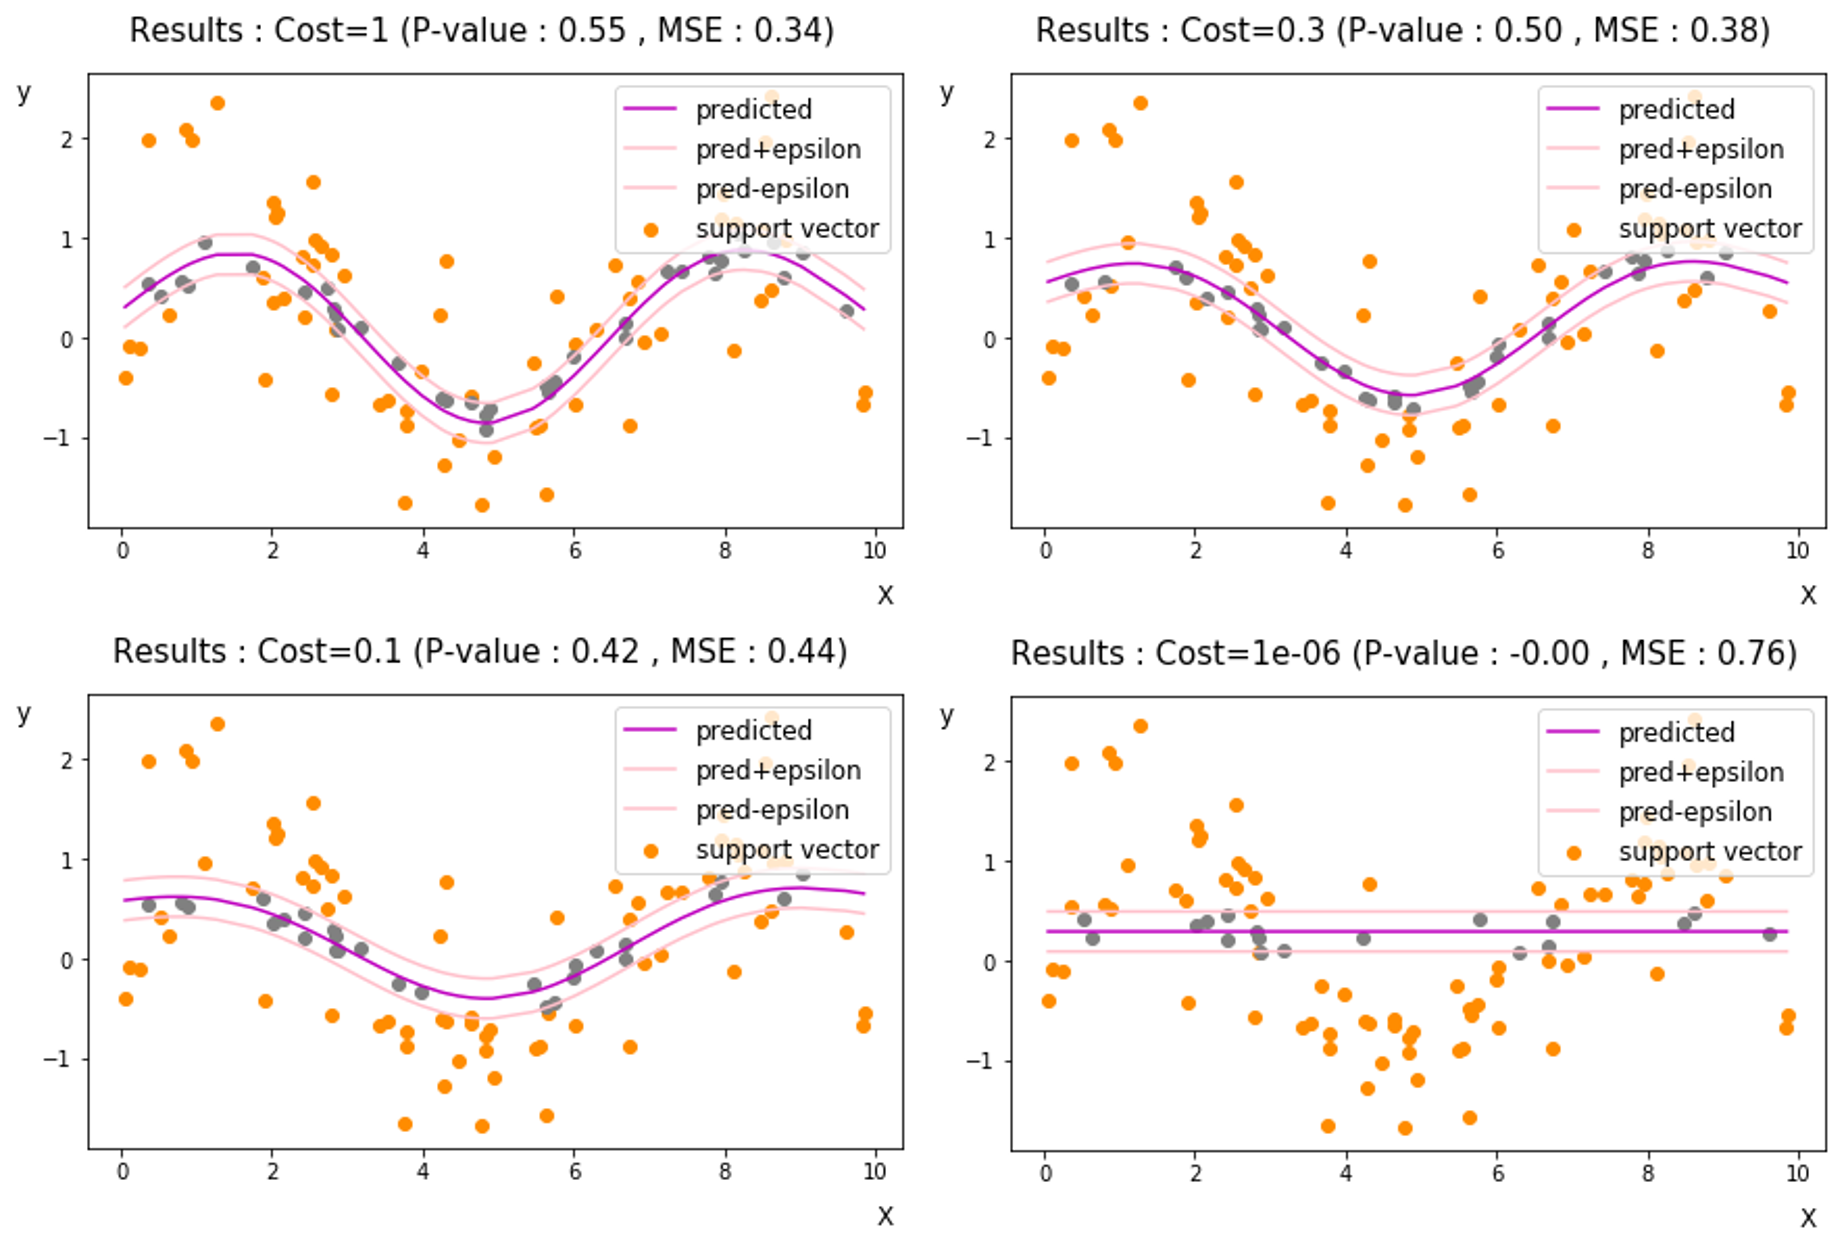 Results : Cost=1 (P-value : 0.55 , MSE : 0.34)
y
2
1
0
−1
predicted
pred+epsilon
pred-epsilon
support vector
0 2 4 6 8 10
X
Results : Cost=0.3 (P-value : 0.50 , MSE : 0.38)
y
2
1
0
−1
predicted
pred+epsilon
pred-epsilon
support vector
0 2 4 6 8 10
X
Results : Cost=0.1 (P-value : 0.42 , MSE : 0.44)
y
2
1
0
−1
predicted
pred+epsilon
pred-epsilon
support vector
0 2 4 6 8 10
X
Results : Cost=1e-06 (P-value : -0.00 , MSE : 0.76)
y
2
1
0
−1
predicted
pred+epsilon
pred-epsilon
support vector
0 2 4 6 8 10
X